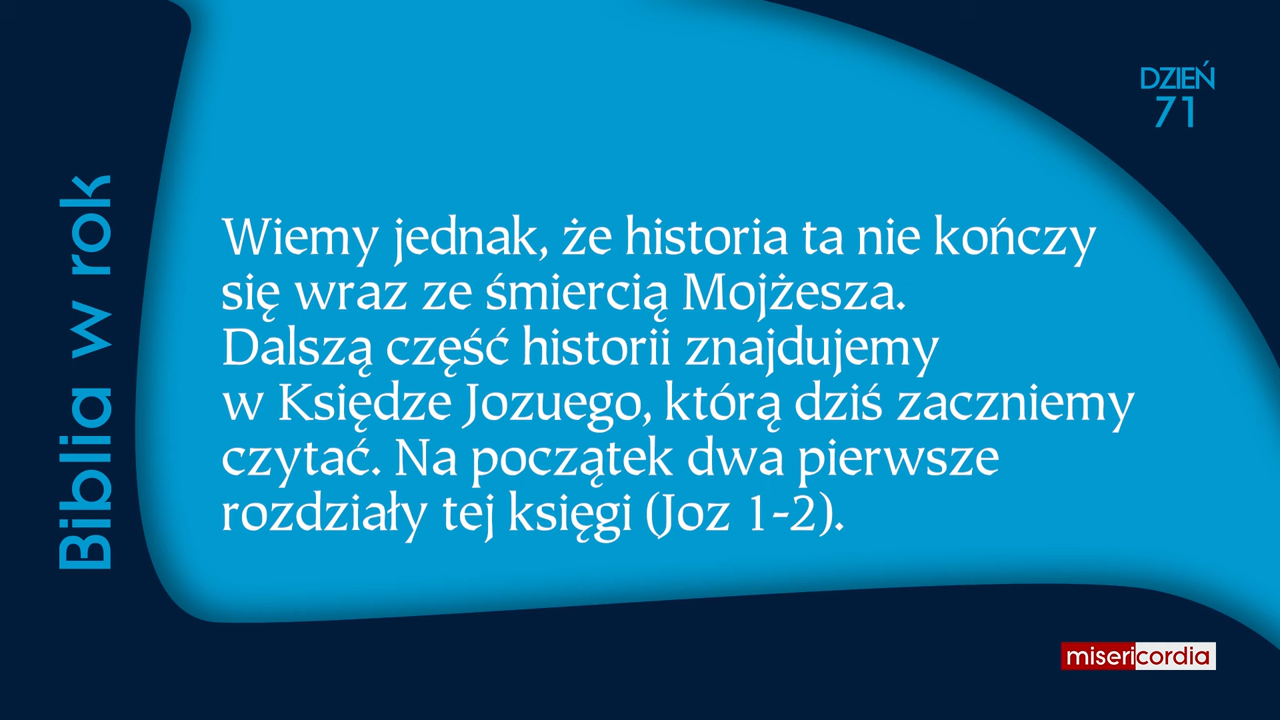 Biblia w rok
DZIEŃ
71
Wiemy jednak, że historia ta nie kończy
się wraz ze śmiercią Mojżesza.
Dalszą część historii znajdujemy
w Księdze Jozuego, którą dziś zaczniemy
czytać. Na początek dwa pierwsze
rozdziały tej księgi (Joz 1-2).
misericordia